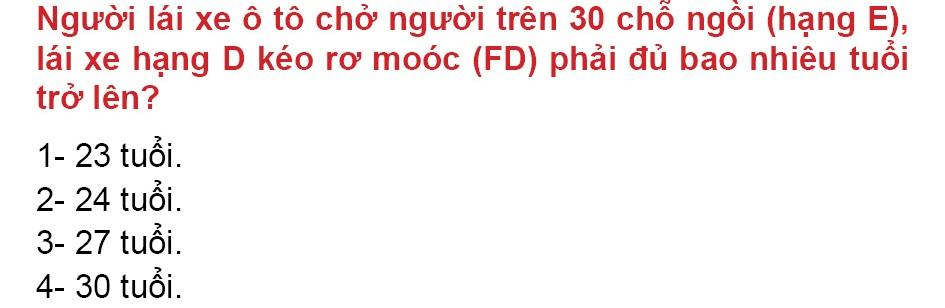 Người lái xe ô tô chở người trên 30 chỗ ngồi (hạng E),
lái xe hạng D kéo rơ moóc (FD) phải đủ bao nhiêu tuổi
trở lên?
1- 23 tuổi.
2- 24 tuổi.
3- 27 tuổi.
4- 30 tuổi.